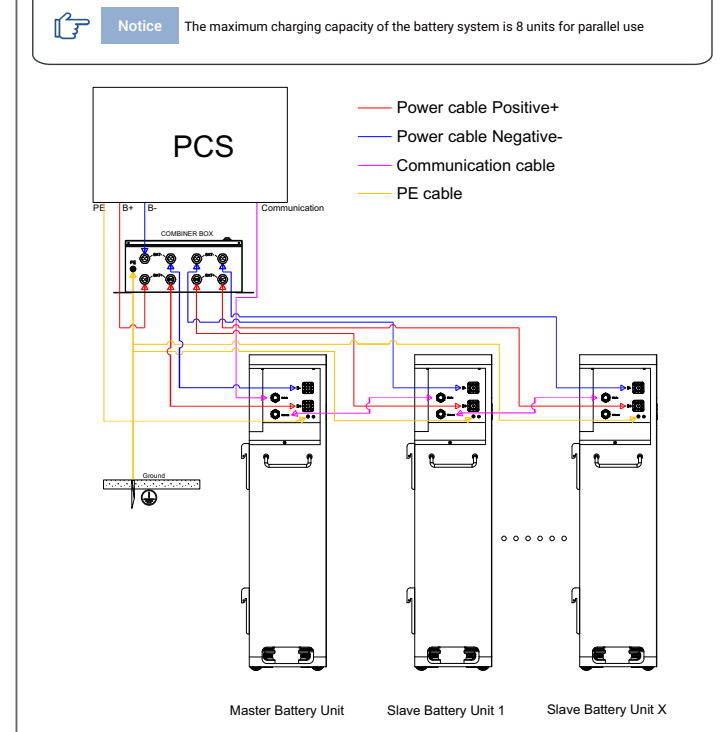 Notice The maximum charging capacity of the battery system is 8 units for parallel use
Power cable Positive+
Power cable Negative-
PCS
Communication cable
PE cable
PE B+ B- Communication
COMBINER BOX
PE
Ground
Master Battery Unit Slave Battery Unit 1 Slave Battery Unit X